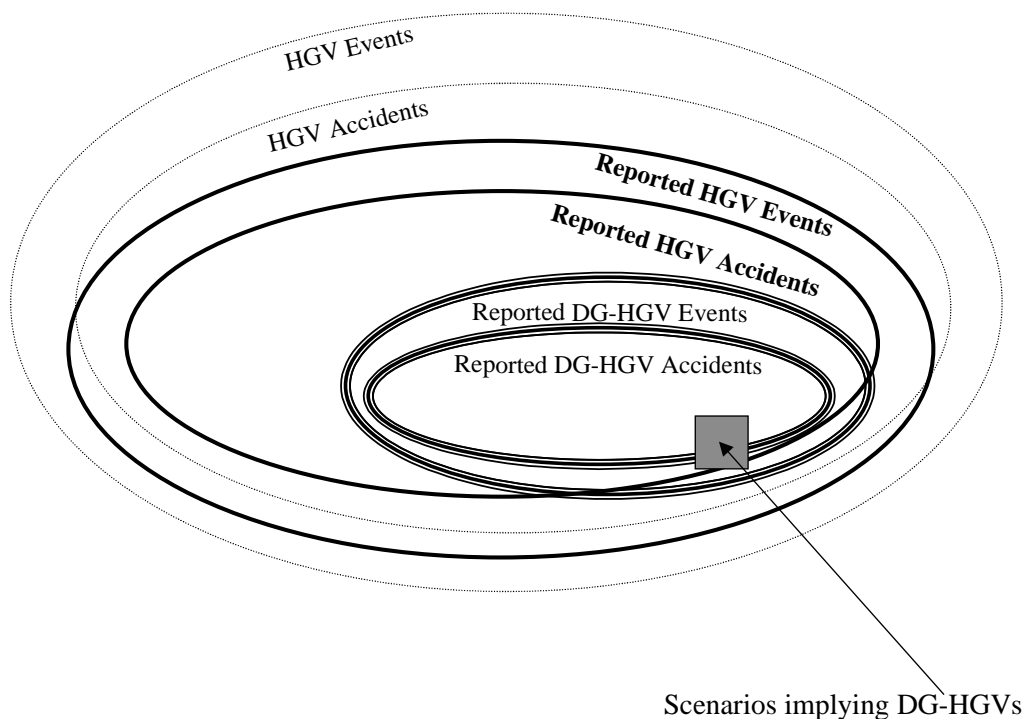 HGV Events
HGV Accidents
Reported HGV Events
Reported HGV Accidents
Reported DG-HGV Events
Reported DG-HGV Accidents
Scenarios implying DG-HGVs